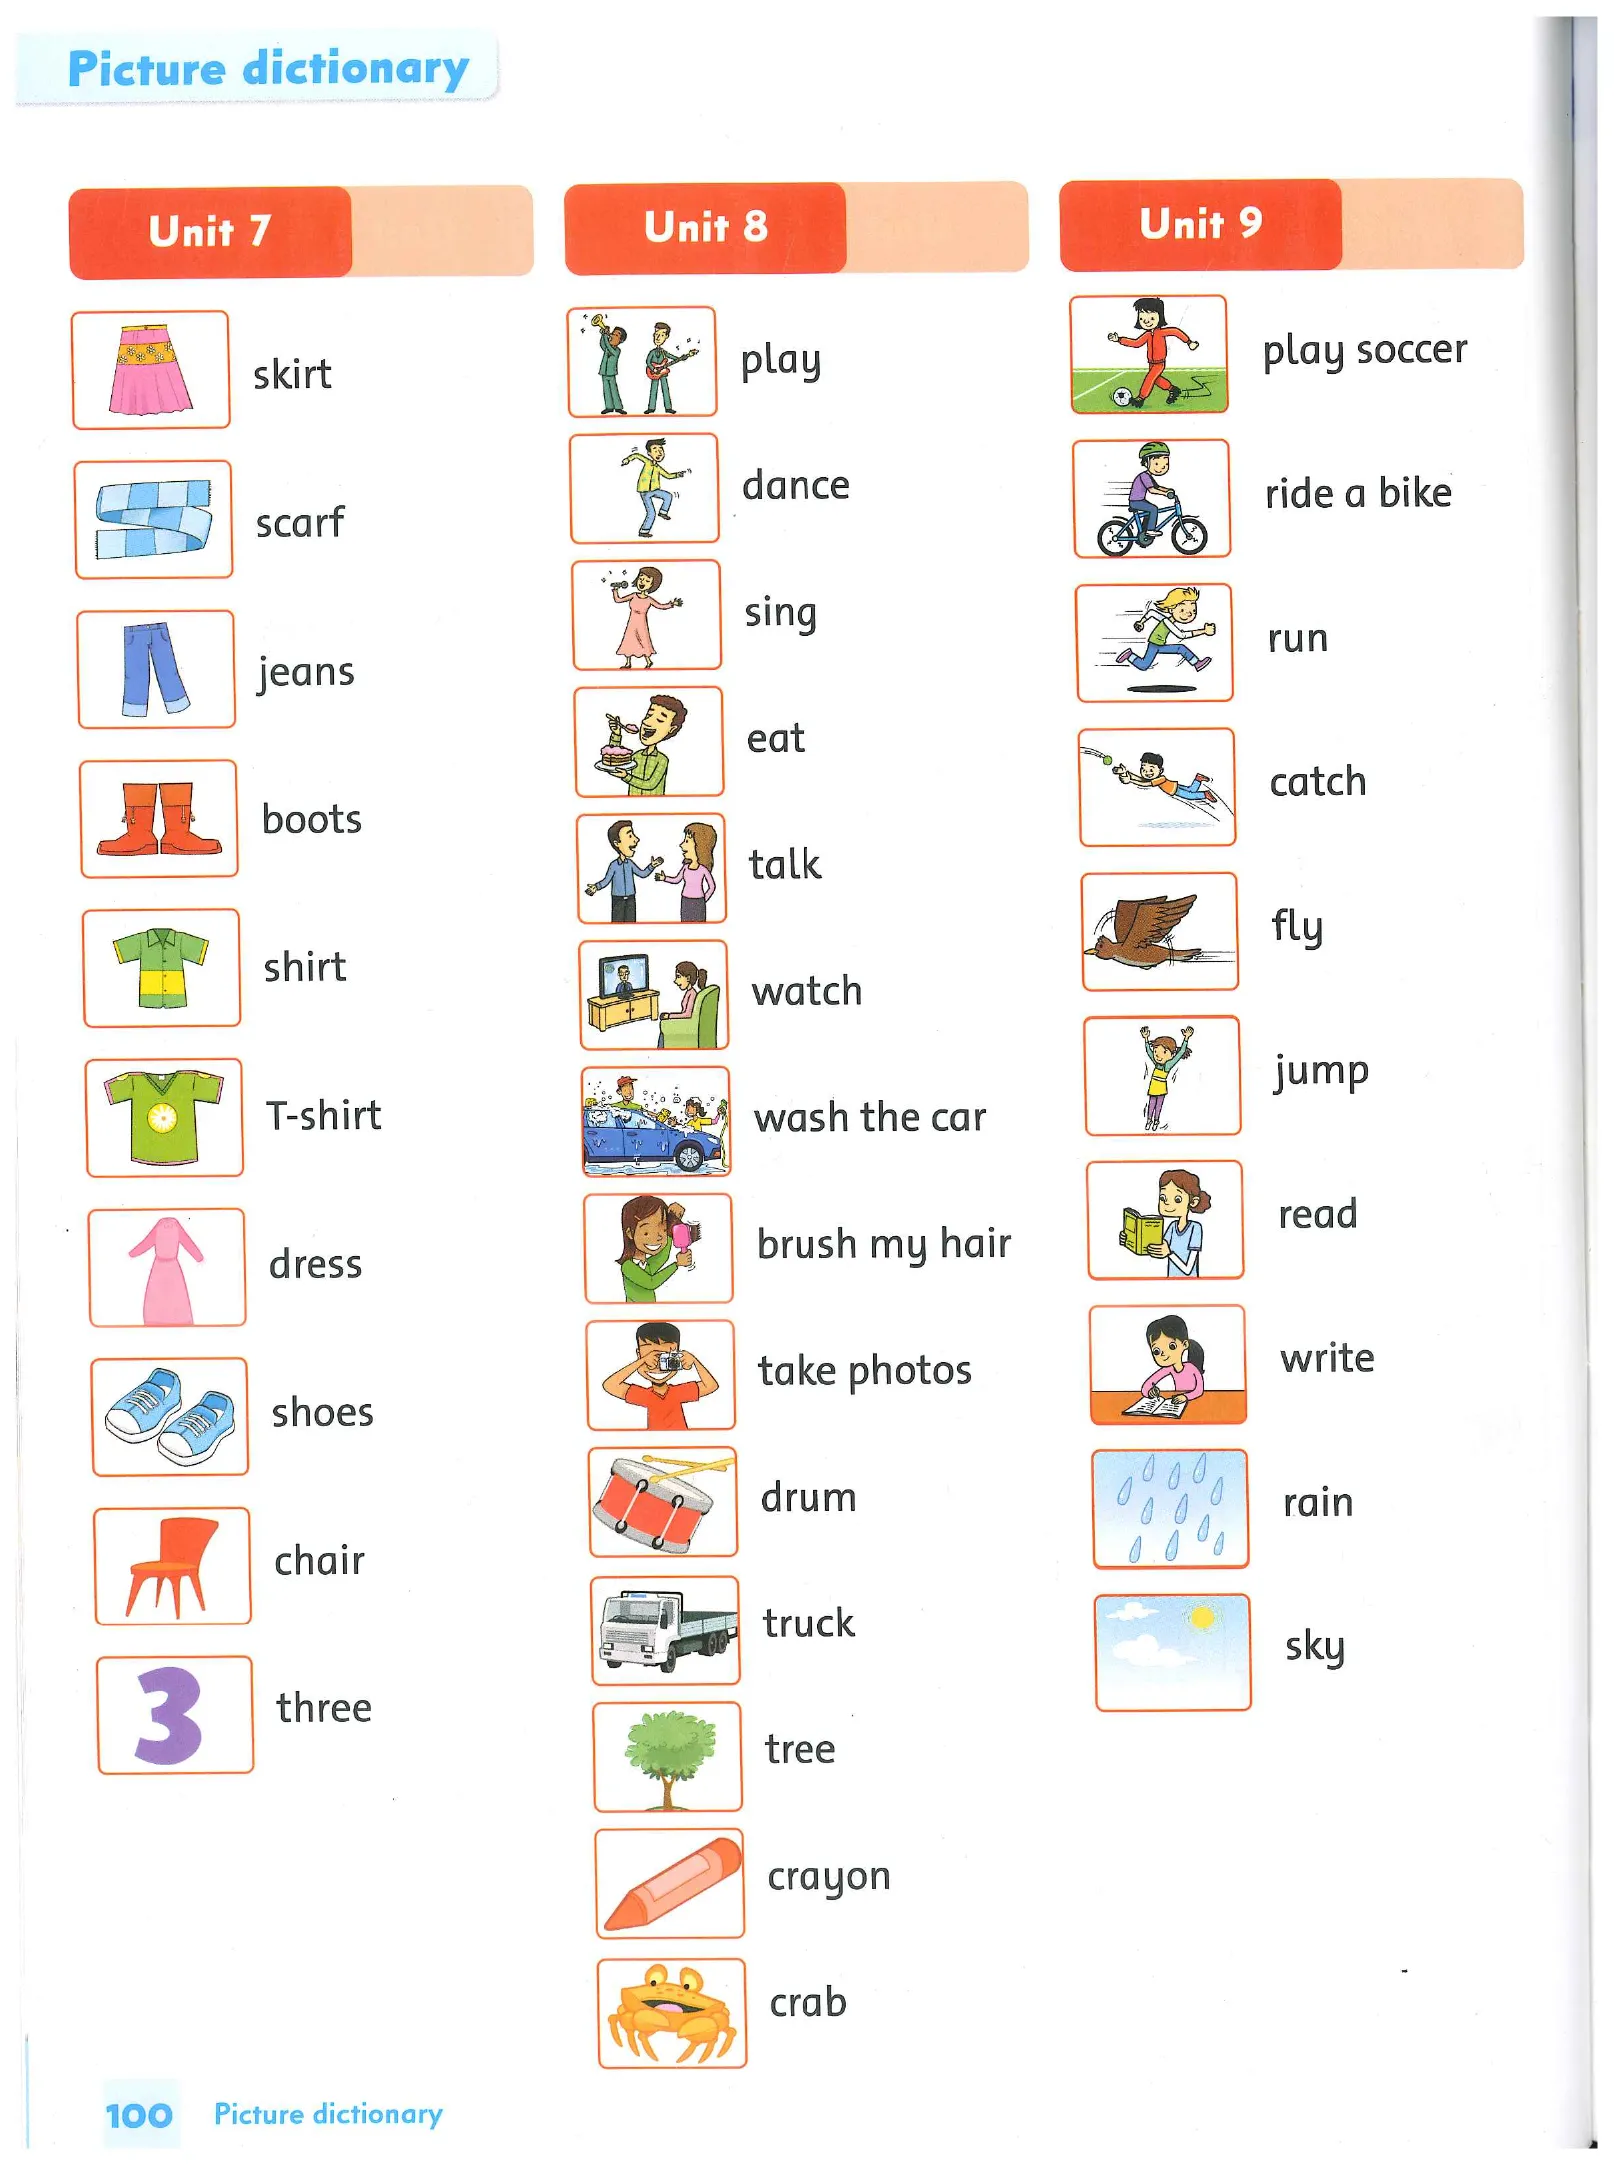 Picture dictionary
Unit 7
skirt
scarf
jeans
boots
shirt
T-shirt
dress
shoes
chair
3
three
Unit 8
play
dance
sing
eat
talk
watch
wash the car
brush my hair
take photos
drum
truck
tree
crayon
crab
Unit 9
play soccer
ride a bike
run
catch
fly
jump
read
write
rain
sky
100 Picture dictionary